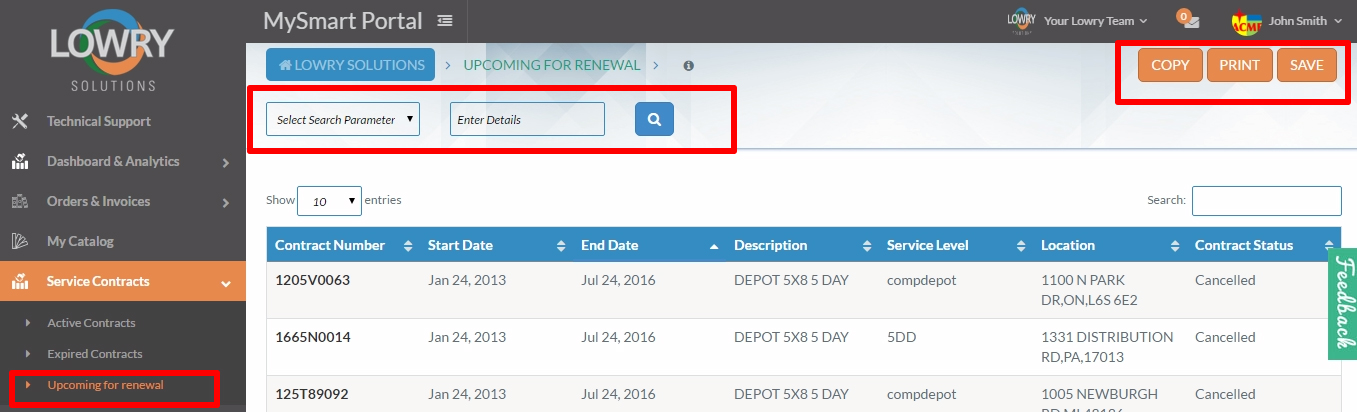 LOWRY
SOLUTIONS
Technical Support
Dashboard & Analytics
Orders & Invoices
My Catalog
Service Contracts
Active Contracts
Expired Contracts
Upcoming for renewal
MySmart Portal
LOWRY
Your Lowry Team
0
ACME
John Smith
LOWRY SOLUTIONS > UPCOMING FOR RENEWAL >
COPY PRINT SAVE
Select Search Parameter Enter Details
Show 10 entries
Search:
Contract Number Start Date End Date Description Service Level Location Contract Status
1205V0063 Jan 24, 2013 Jul 24, 2016 DEPOT 5X8 5 DAY compdepot 1100 N PARK Cancelled
DR,ON,L6S 6E2
1665N0014 Jan 24, 2013 Jul 24, 2016 DEPOT 5X8 5 DAY 5DD 1331 DISTRIBUTION Cancelled
RD,PA,17013
125T89092 Jan 24, 2013 Jul 24, 2016 DEPOT 5X8 5 DAY compdepot 1005 NEWBURGH Cancelled
Feedback